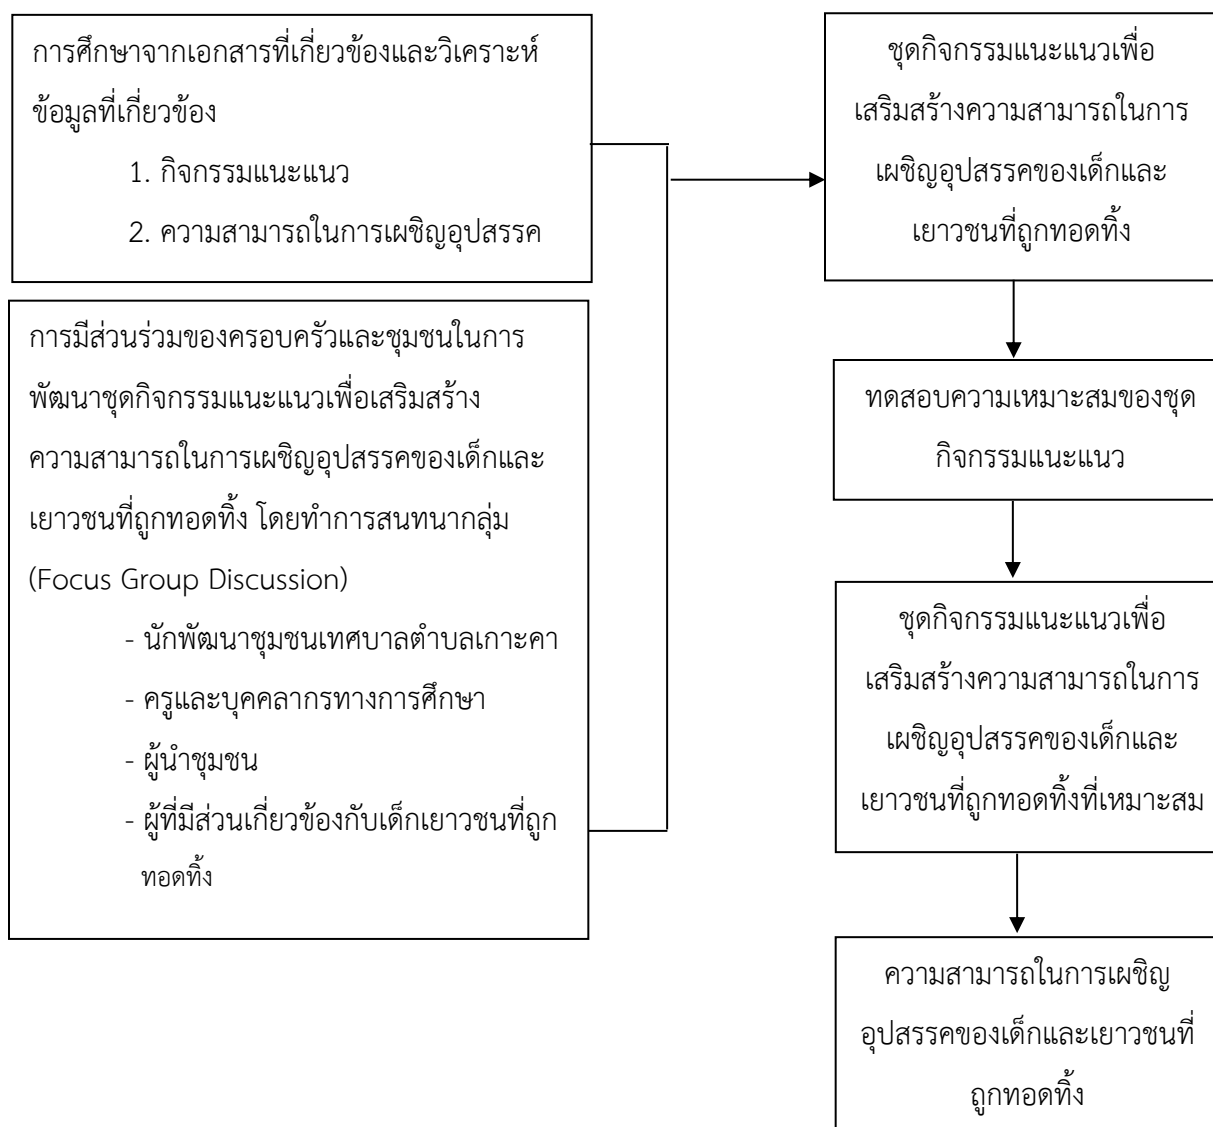 การศึกษาจากเอกสารที่เกี่ยวข้องและวิเคราะห์
ข้อมูลที่เกี่ยวข้อง
1. กิจกรรมแนะแนว
2. ความสามารถในการเผชิญอุปสรรค
การมีส่วนร่วมของครอบครัวและชุมชนในการ
พัฒนาชุดกิจกรรมแนะแนวเพื่อเสริมสร้าง
ความสามารถในการเผชิญอุปสรรคของเด็กและ
เยาวชนที่ถูกทอดทิ้ง โดยทำการสนทนากลุ่ม
(Focus Group Discussion)
- นักพัฒนาชุมชนเทศบาลตำบลเกาะคา
- ครูและบุคคลากรทางการศึกษา
- ผู้นำชุมชน
- ผู้ที่มีส่วนเกี่ยวข้องกับเด็กเยาวชนที่ถูก
ทอดทิ้ง
ชุดกิจกรรมแนะแนวเพื่อ
เสริมสร้างความสามารถในการ
เผชิญอุปสรรคของเด็กและ
เยาวชนที่ถูกทอดทิ้ง
ทดสอบความเหมาะสมของชุด
กิจกรรมแนะแนว
ชุดกิจกรรมแนะแนวเพื่อ
เสริมสร้างความสามารถในการ
เผชิญอุปสรรคของเด็กและ
เยาวชนที่ถูกทอดทิ้งที่เหมาะสม
ความสามารถในการเผชิญ
อุปสรรคของเด็กและเยาวชนที่
ถูกทอดทิ้ง